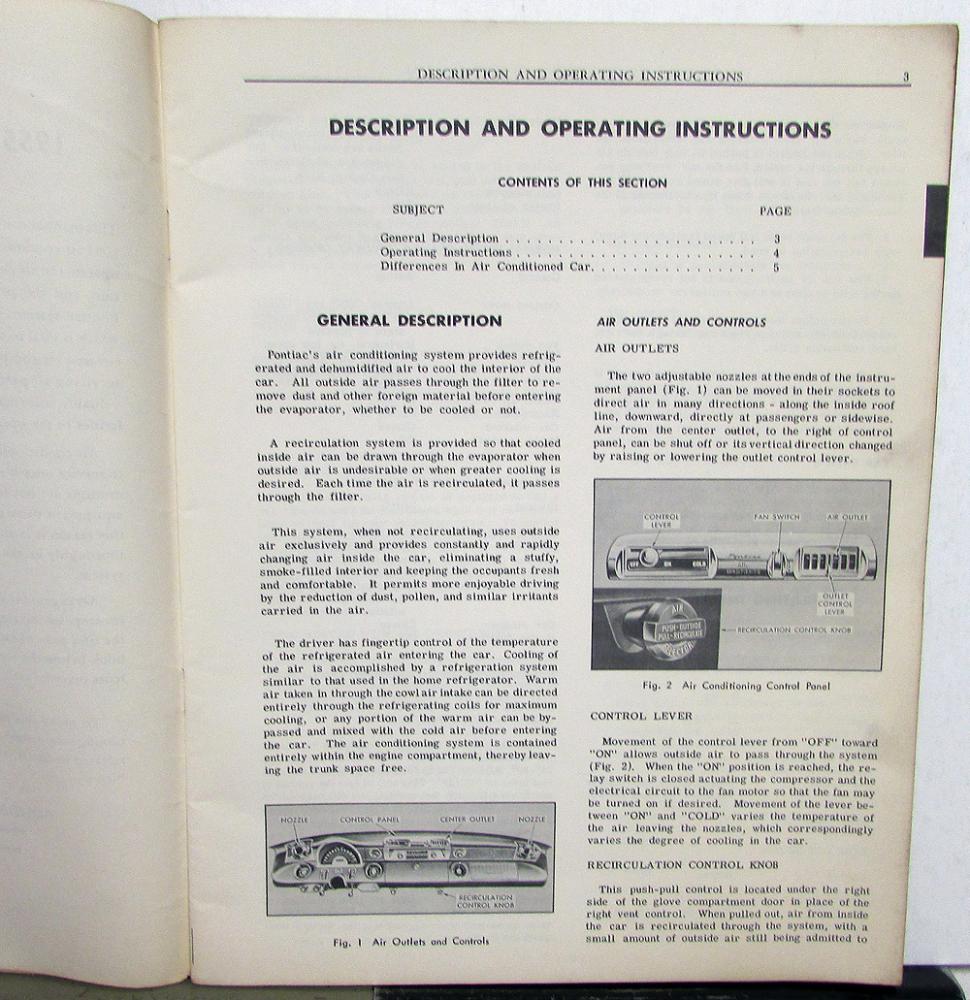 DESCRIPTION AND OPERATING INSTRUCTIONS 3
DESCRIPTION AND OPERATING INSTRUCTIONS
CONTENTS OF THIS SECTION
SUBJECT PAGE
General Description . . . . . . . . . . . . . . . . . . . . . . . . 3
Operating Instructions . . . . . . . . . . . . . . . . . . . . . . . 4
Differences In Air Conditioned Car. . . . . . . . . . . . . . . . 5
GENERAL DESCRIPTION
Pontiac's air conditioning system provides refrig-
erated and dehumidified air to cool the interior of the
car. All outside air passes through the filter to re-
move dust and other foreign material before entering
the evaporator, whether to be cooled or not.
A recirculation system is provided so that cooled
inside air can be drawn through the evaporator when
outside air is undesirable or when greater cooling is
desired. Each time the air is recirculated, it passes
through the filter.
This system, when not recirculating, uses outside
air exclusively and provides constantly and rapidly
changing air inside the car, eliminating a stuffy,
smoke-filled interior and keeping the occupants fresh
and comfortable. It permits more enjoyable driving
by the reduction of dust, pollen, and similar irritants
carried in the air.
The driver has fingertip control of the temperature
of the refrigerated air entering the car. Cooling of
the air is accomplished by a refrigeration system
similar to that used in the home refrigerator. Warm
air taken in through the cowl air intake can be directed
entirely through the refrigerating coils for maximum
cooling, or any portion of the warm air can be by-
passed and mixed with the cold air before entering
the car. The air conditioning system is contained
entirely within the engine compartment, thereby leav-
ing the trunk space free.
NOZZLE CONTROL PANEL CENTER OUTLET NOZZLE
RECIRCULATION
CONTROL KNOB
Fig. 1 Air Outlets and Controls
AIR OUTLETS AND CONTROLS
AIR OUTLETS
The two adjustable nozzles at the ends of the instru-
ment panel (Fig. 1) can be moved in their sockets to
direct air in many directions - along the inside roof
line, downward, directly at passengers or sidewise.
Air from the center outlet, to the right of control
panel, can be shut off or its vertical direction changed
by raising or lowering the outlet control lever.
CONTROL
LEVER
FAN SWITCH AIR OUTLET
OFF ON COLD
OUTLET
CONTROL
LEVER
AIR
PUSH-OUTSIDE
PULL-RECIRCULATE
SELECTOR
RECIRCULATION CONTROL KNOB
Fig. 2 Air Conditioning Control Panel
CONTROL LEVER
Movement of the control lever from "OFF" toward
"ON" allows outside air to pass through the system
(Fig. 2). When the "ON" position is reached, the re-
lay switch is closed actuating the compressor and the
electrical circuit to the fan motor so that the fan may
be turned on if desired. Movement of the lever be-
tween "ON" and "COLD" varies the temperature of
the air leaving the nozzles, which correspondingly
varies the degree of cooling in the car.
RECIRCULATION CONTROL KNOB
This push-pull control is located under the right
side of the glove compartment door in place of the
right vent control. When pulled out, air from inside
the car is recirculated through the system, with a
small amount of outside air still being admitted to